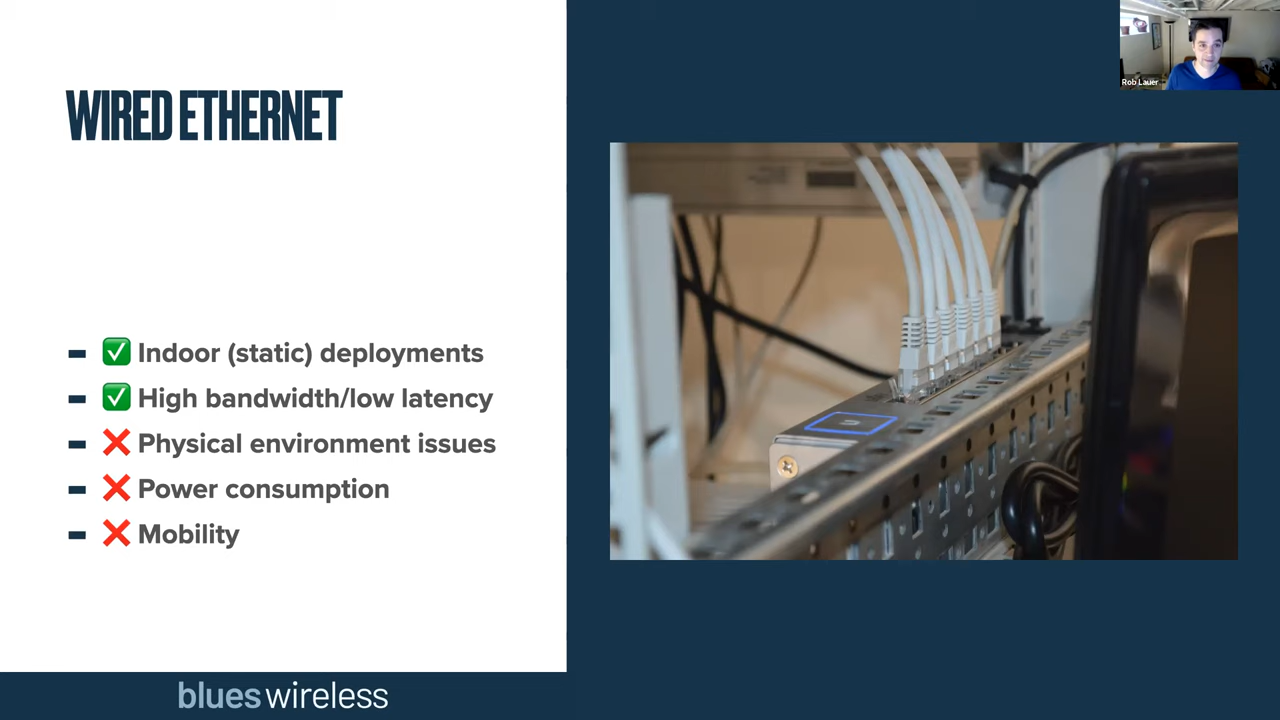 WIRED ETHERNET
Rob Lauer
- ✅ Indoor (static) deployments
- ✅ High bandwidth/low latency
- ❌ Physical environment issues
- ❌ Power consumption
- ❌ Mobility
blues wireless